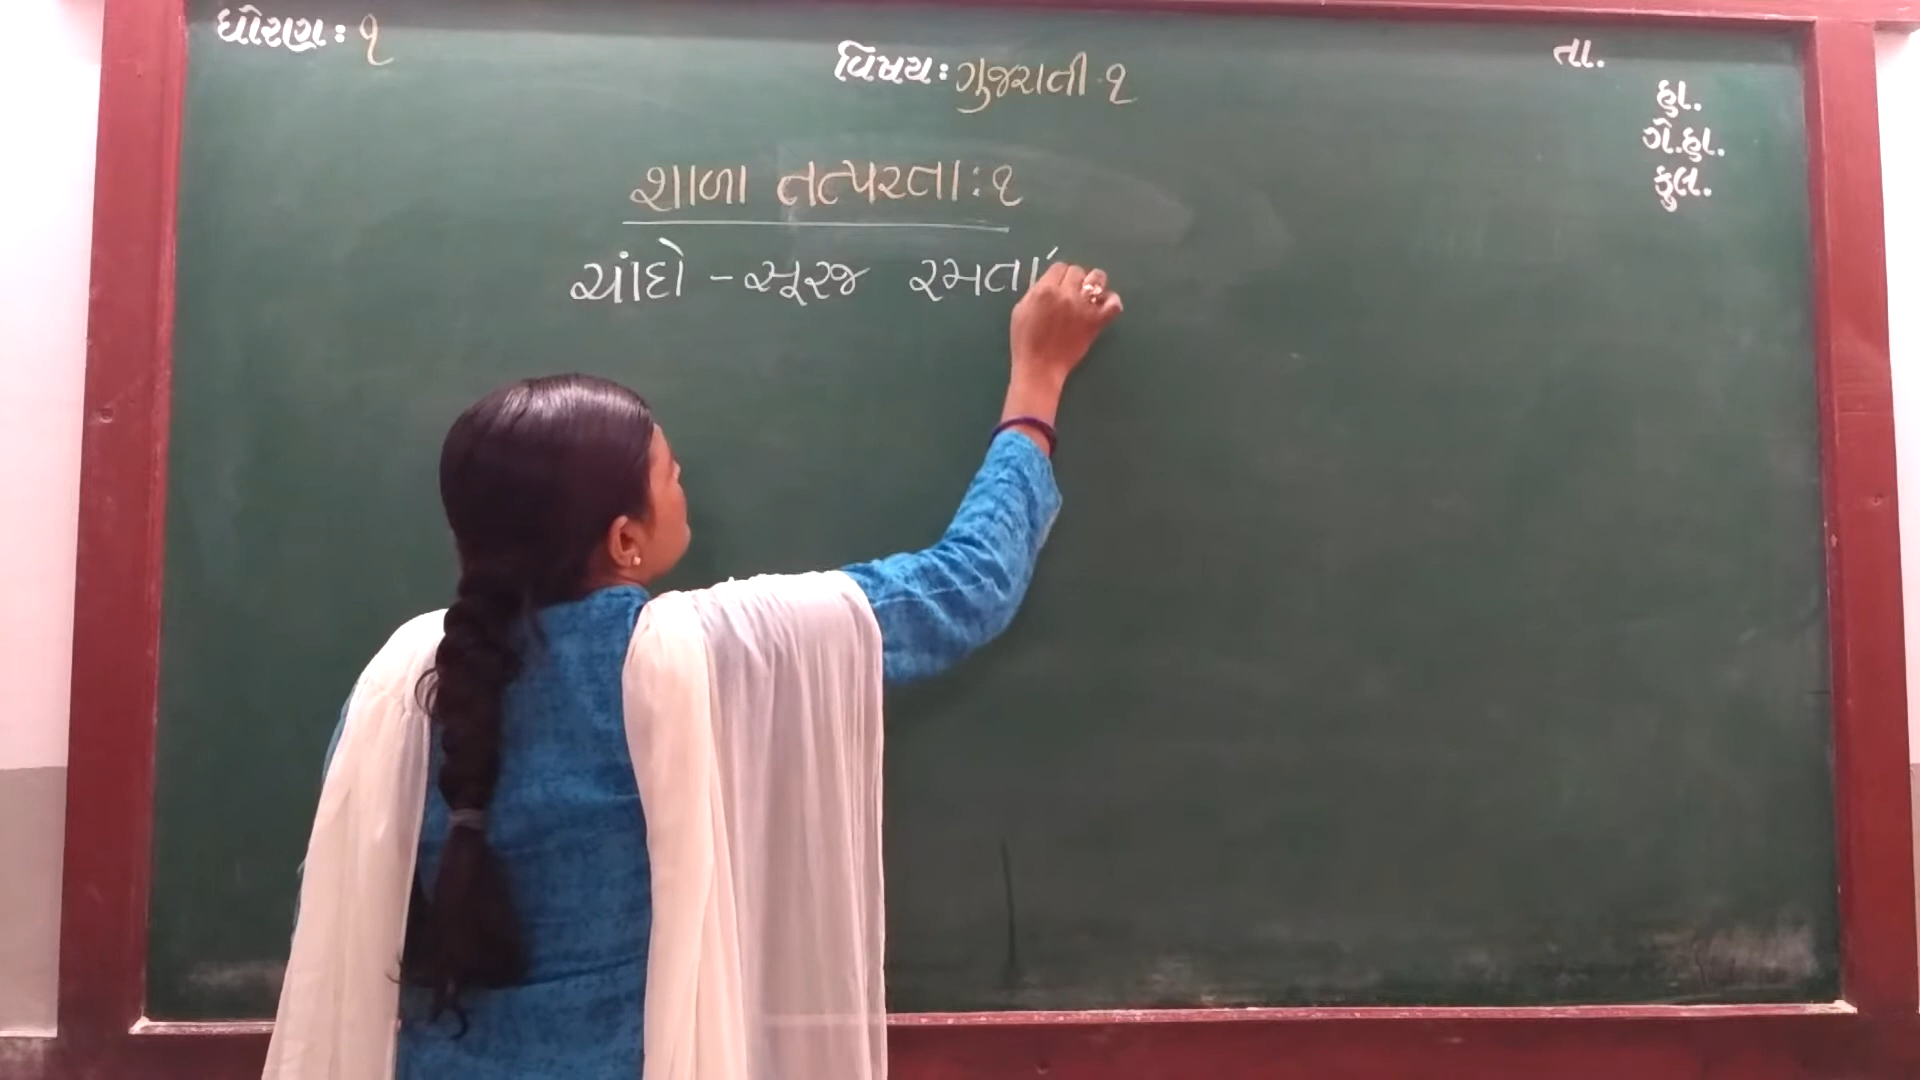 ધોરણ : ૧
વિષય : ગુજરાતી - ૧
તા.
હા.
ગે.હા.
કુલ.
શાળા તત્પરતા : ૧
ચાંદો - સૂરજ રમતા